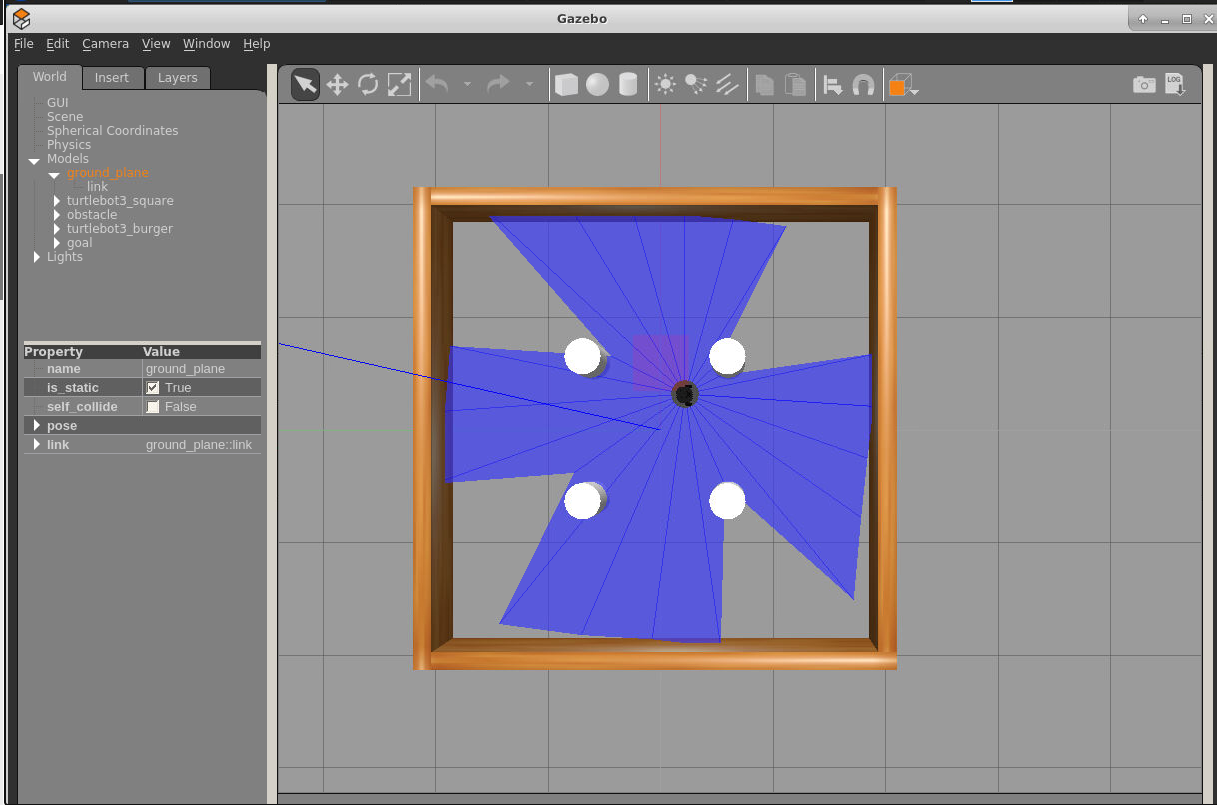 Gazebo
File Edit Camera View Window Help
World Insert Layers
GUI
Scene
Spherical Coordinates
Physics
Models
ground_plane
link
turtlebot3_square
obstacle
turtlebot3_burger
goal
Lights
LOG
Property Value
name ground_plane
is_static True
self_collide False
pose
link ground_plane::link